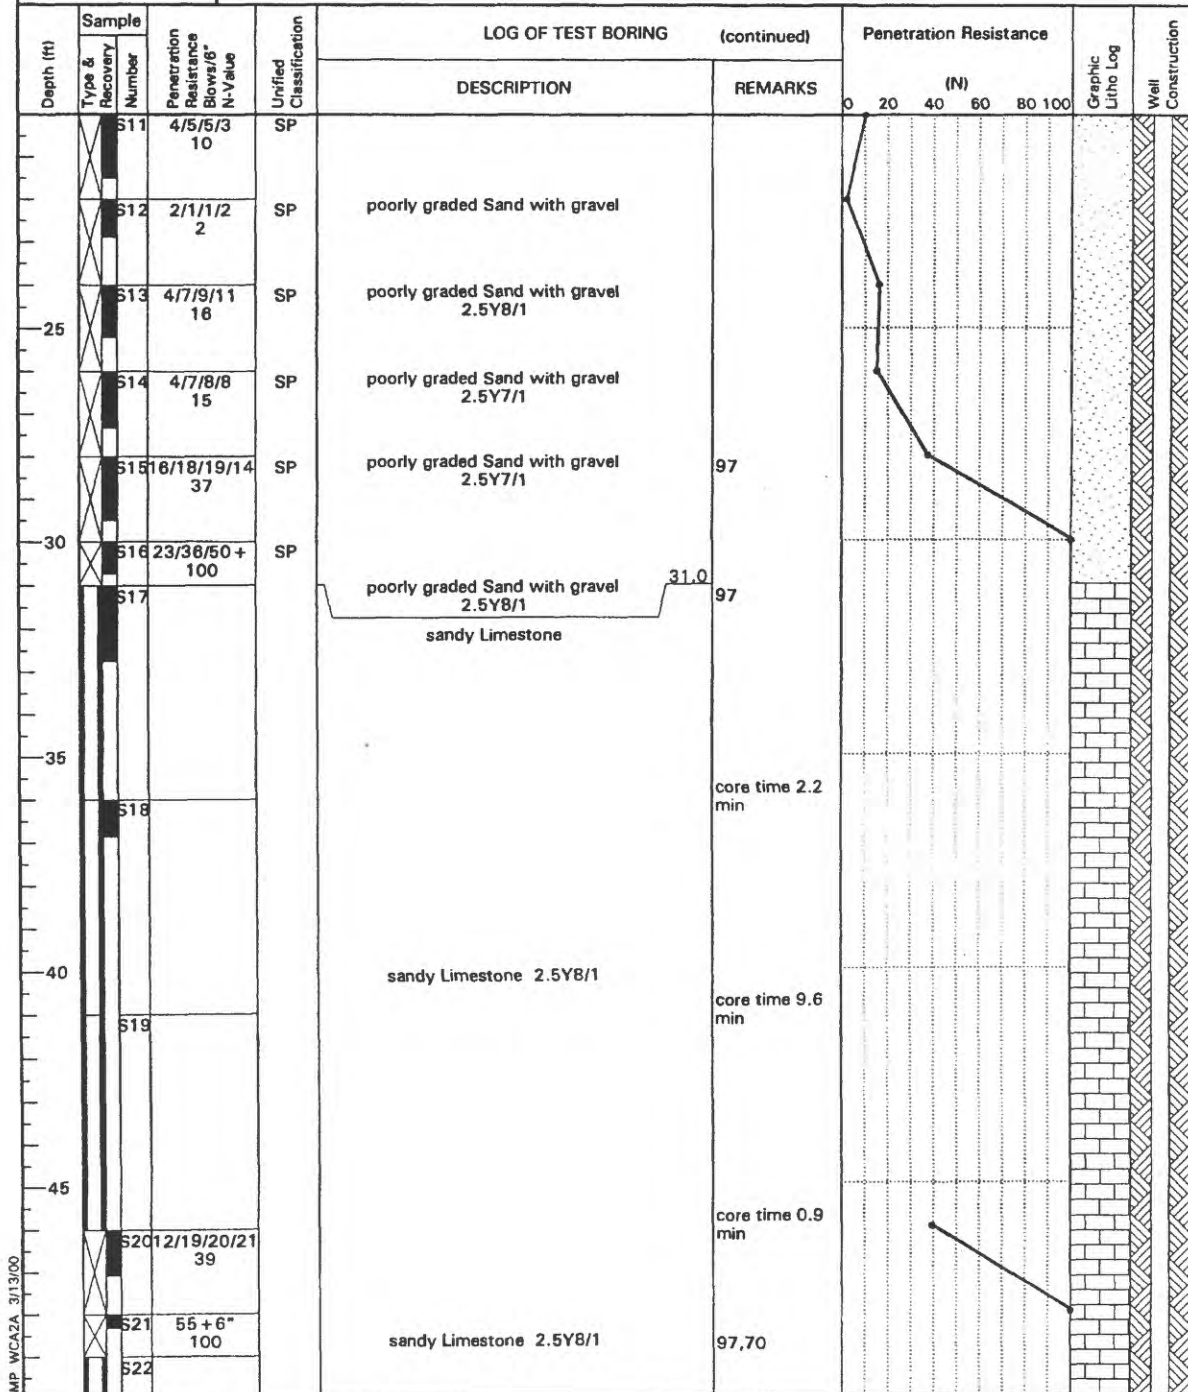 Depth (ft)
Sample
Type & Recovery
Number
Penetration Resistance Blows/6" N-Value
Unified Classification
LOG OF TEST BORING (continued)
DESCRIPTION
REMARKS
Penetration Resistance
(N)
0 20 40 60 80 100
Graphic Litho Log
Well Construction
S11 4/5/5/3 SP
10
S12 2/1/1/2 SP poorly graded Sand with gravel
2
S13 4/7/9/11 SP poorly graded Sand with gravel
16 2.5Y8/1
25
S14 4/7/8/8 SP poorly graded Sand with gravel
15 2.5Y7/1
S15 16/18/19/14 SP poorly graded Sand with gravel 97
37 2.5Y7/1
30
S16 23/36/50+ SP
100
31.0
S17 poorly graded Sand with gravel 97
2.5Y8/1
sandy Limestone
35
core time 2.2
min
S18
40 sandy Limestone 2.5Y8/1
core time 9.6
min
S19
45
core time 0.9
min
S20 12/19/20/21
39
S21 55+6"
100 sandy Limestone 2.5Y8/1 97,70
S22
MP WCA2A 3/13/00